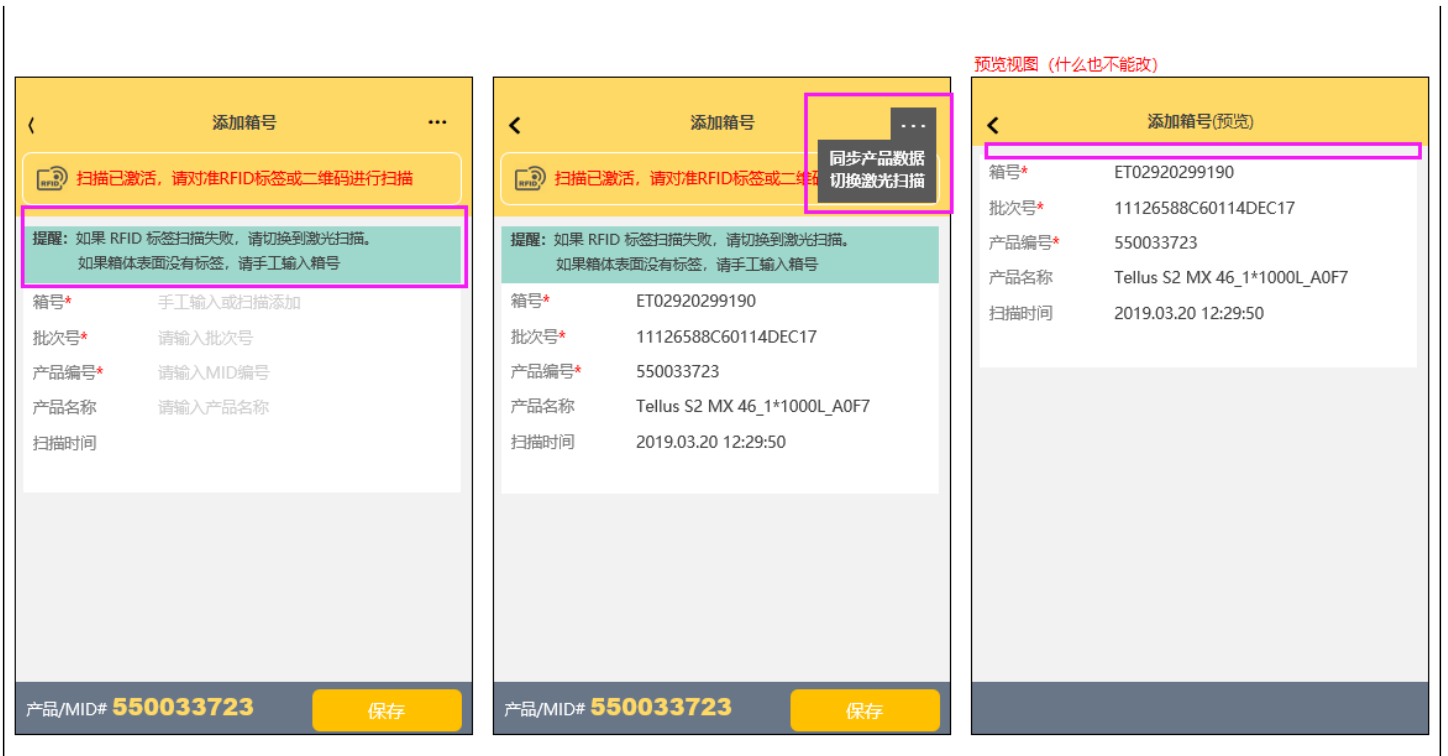 预览视图（什么也不能改）
添加箱号
···
RFID
扫描已激活，请对准RFID标签或二维码进行扫描
提醒：如果 RFID 标签扫描失败，请切换到激光扫描。
如果箱体表面没有标签，请手工输入箱号
箱号* 手工输入或扫描添加
批次号* 请输入批次号
产品编号* 请输入MID编号
产品名称 请输入产品名称
扫描时间
产品/MID# 550033723 保存
添加箱号
···
同步产品数据
切换激光扫描
RFID
扫描已激活，请对准RFID标签或二维码
提醒：如果 RFID 标签扫描失败，请切换到激光扫描。
如果箱体表面没有标签，请手工输入箱号
箱号* ET02920299190
批次号* 11126588C60114DEC17
产品编号* 550033723
产品名称 Tellus S2 MX 46_1*1000L_A0F7
扫描时间 2019.03.20 12:29:50
产品/MID# 550033723 保存
添加箱号(预览)
箱号* ET02920299190
批次号* 11126588C60114DEC17
产品编号* 550033723
产品名称 Tellus S2 MX 46_1*1000L_A0F7
扫描时间 2019.03.20 12:29:50